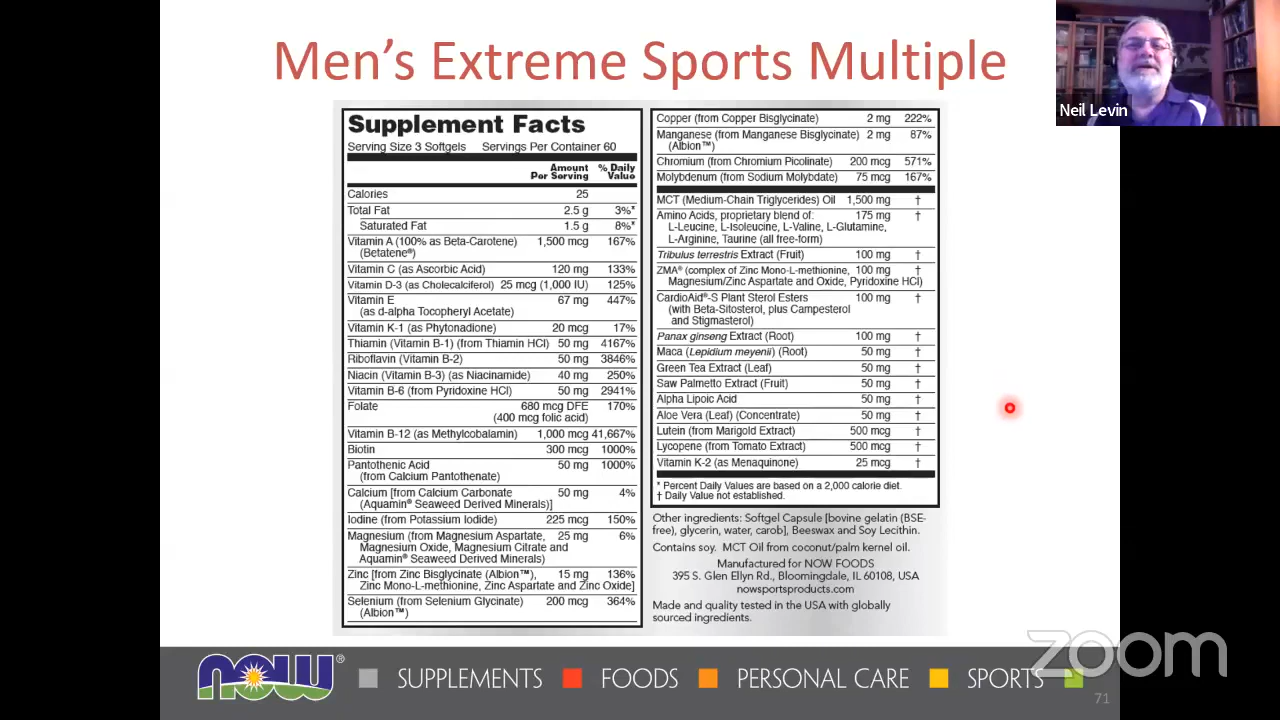 Men's Extreme Sports Multiple
Neil Levin
Supplement Facts
Serving Size 3 Softgels Servings Per Container 60
Amount Per Serving % Daily Value
Calories 25
Total Fat 2.5 g 3%*
Saturated Fat 1.5 g 8%*
Vitamin A (100% as Beta-Carotene) 1,500 mcg 167%
(Betatene®)
Vitamin C (as Ascorbic Acid) 120 mg 133%
Vitamin D-3 (as Cholecalciferol) 25 mcg (1,000 IU) 125%
Vitamin E 67 mg 447%
(as d-alpha Tocopheryl Acetate)
Vitamin K-1 (as Phytonadione) 20 mcg 17%
Thiamin (Vitamin B-1) (from Thiamin HCl) 50 mg 4167%
Riboflavin (Vitamin B-2) 50 mg 3846%
Niacin (Vitamin B-3) (as Niacinamide) 40 mg 250%
Vitamin B-6 (from Pyridoxine HCl) 50 mg 2941%
Folate 680 mcg DFE 170%
(400 mcg folic acid)
Vitamin B-12 (as Methylcobalamin) 1,000 mcg 41,667%
Biotin 300 mcg 1000%
Pantothenic Acid 50 mg 1000%
(from Calcium Pantothenate)
Calcium [from Calcium Carbonate 50 mg 4%
(Aquamin® Seaweed Derived Minerals)]
Iodine (from Potassium Iodide) 225 mcg 150%
Magnesium (from Magnesium Aspartate, 25 mg 6%
Magnesium Oxide, Magnesium Citrate and
Aquamin® Seaweed Derived Minerals)
Zinc [from Zinc Bisglycinate (Albion™), 15 mg 136%
Zinc Mono-L-methionine, Zinc Aspartate and Zinc Oxide]
Selenium (from Selenium Glycinate) 200 mcg 364%
(Albion™)
Copper (from Copper Bisglycinate) 2 mg 222%
Manganese (from Manganese Bisglycinate) 2 mg 87%
(Albion™)
Chromium (from Chromium Picolinate) 200 mcg 571%
Molybdenum (from Sodium Molybdate) 75 mcg 167%
MCT (Medium-Chain Triglycerides) Oil 1,500 mg †
Amino Acids, proprietary blend of: 175 mg †
L-Leucine, L-Isoleucine, L-Valine, L-Glutamine,
L-Arginine, Taurine (all free-form)
Tribulus terrestris Extract (Fruit) 100 mg †
ZMA® (complex of Zinc Mono-L-methionine, 100 mg †
Magnesium/Zinc Aspartate and Oxide, Pyridoxine HCl)
CardioAid®-S Plant Sterol Esters 100 mg †
(with Beta-Sitosterol, plus Campesterol
and Stigmasterol)
Panax ginseng Extract (Root) 100 mg †
Maca (Lepidium meyenii) (Root) 50 mg †
Green Tea Extract (Leaf) 50 mg †
Saw Palmetto Extract (Fruit) 50 mg †
Alpha Lipoic Acid 50 mg †
Aloe Vera (Leaf) (Concentrate) 50 mg †
Lutein (from Marigold Extract) 500 mcg †
Lycopene (from Tomato Extract) 500 mcg †
Vitamin K-2 (as Menaquinone) 25 mcg †
* Percent Daily Values are based on a 2,000 calorie diet.
† Daily Value not established.
Other ingredients: Softgel Capsule [bovine gelatin (BSE-
free), glycerin, water, carob], Beeswax and Soy Lecithin.
Contains soy. MCT Oil from coconut/palm kernel oil.
Manufactured for NOW FOODS
395 S. Glen Ellyn Rd., Bloomingdale, IL 60108, USA
nowsportsproducts.com
Made and quality tested in the USA with globally
sourced ingredients.
zoom
NOW® SUPPLEMENTS FOODS PERSONAL CARE SPORTS
71